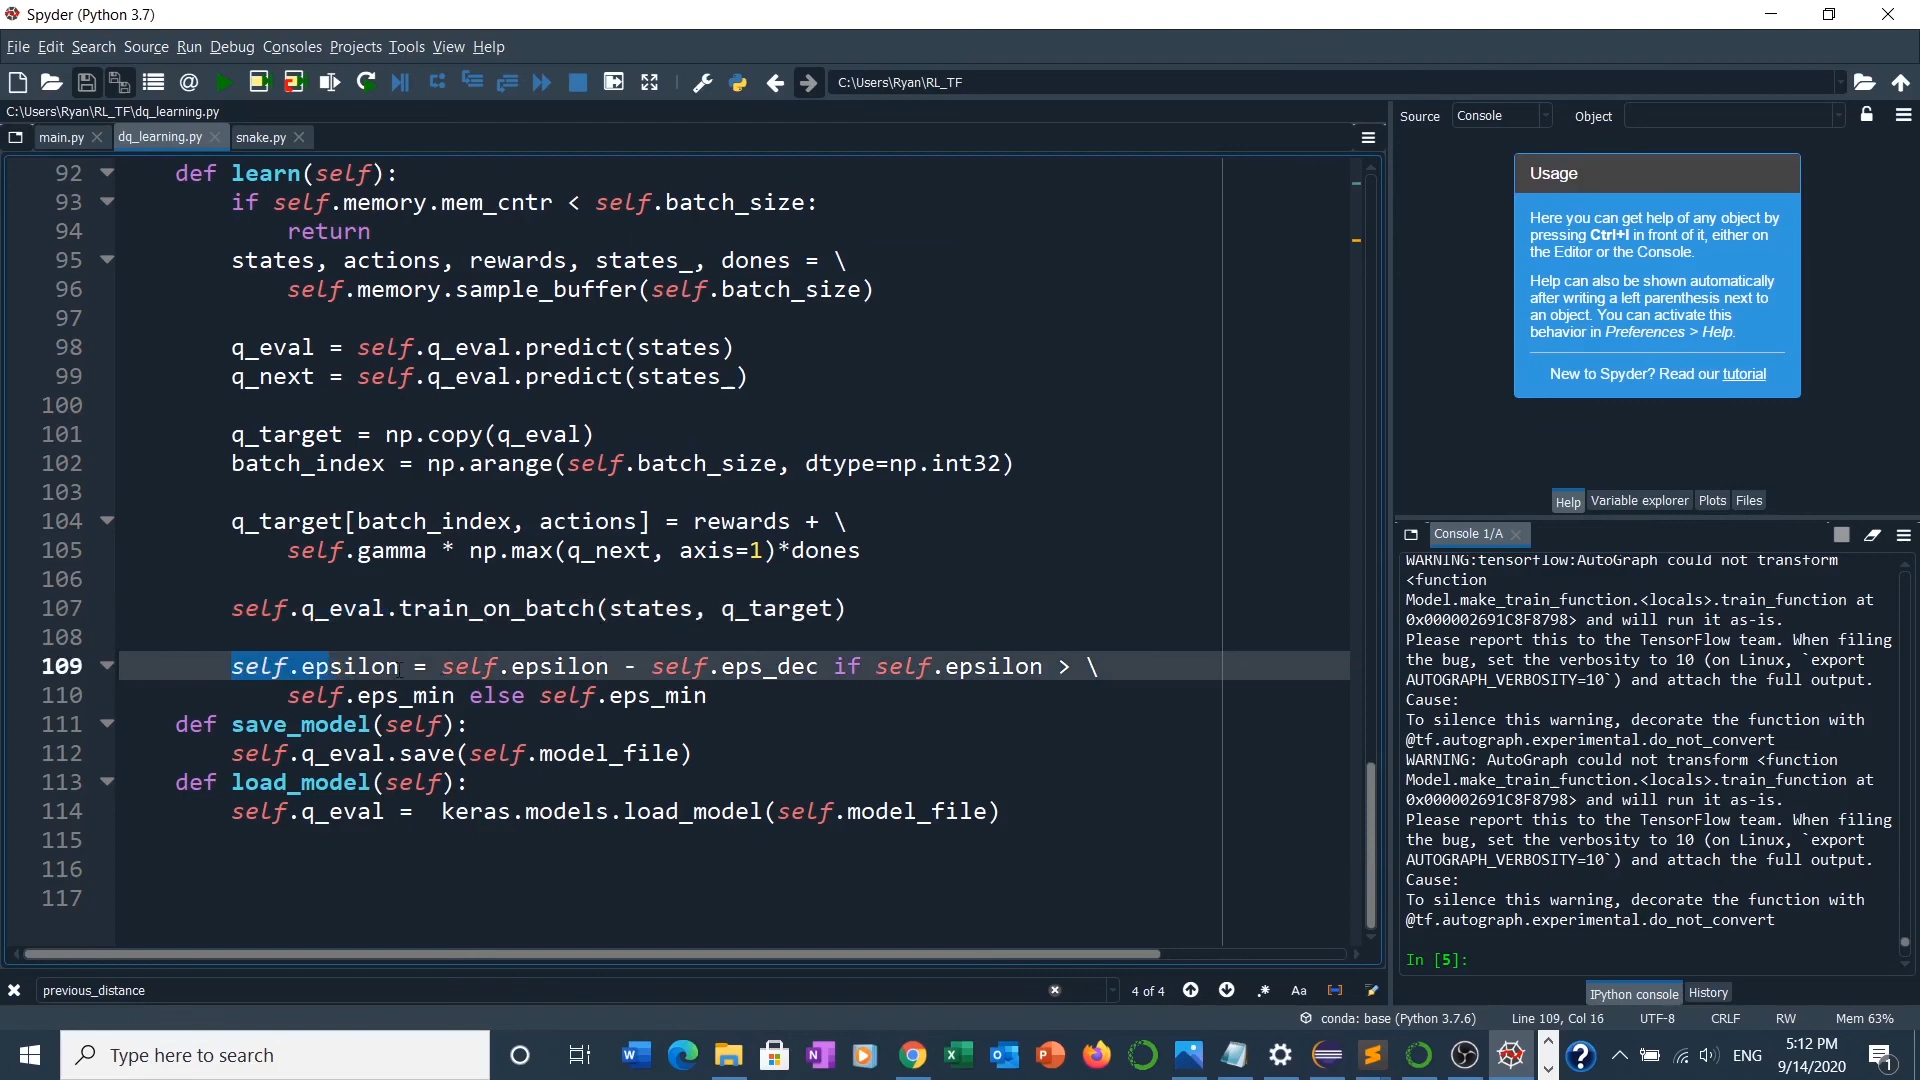 Spyder (Python 3.7)
File Edit Search Source Run Debug Consoles Projects Tools View Help
C:\Users\Ryan\RL_TF
C:\Users\Ryan\RL_TF\dq_learning.py
Source Console Object
main.py dq_learning.py snake.py
92 def learn(self):
93 if self.memory.mem_cntr < self.batch_size:
94 return
95 states, actions, rewards, states_, dones = \
96 self.memory.sample_buffer(self.batch_size)
97
98 q_eval = self.q_eval.predict(states)
99 q_next = self.q_eval.predict(states_)
100
101 q_target = np.copy(q_eval)
102 batch_index = np.arange(self.batch_size, dtype=np.int32)
103
104 q_target[batch_index, actions] = rewards + \
105 self.gamma * np.max(q_next, axis=1)*dones
106
107 self.q_eval.train_on_batch(states, q_target)
108
109 self.epsilon = self.epsilon - self.eps_dec if self.epsilon > \
110 self.eps_min else self.eps_min
111 def save_model(self):
112 self.q_eval.save(self.model_file)
113 def load_model(self):
114 self.q_eval = keras.models.load_model(self.model_file)
115
116
117
Usage
Here you can get help of any object by
pressing Ctrl+I in front of it, either on
the Editor or the Console.
Help can also be shown automatically
after writing a left parenthesis next to
an object. You can activate this
behavior in Preferences > Help.
New to Spyder? Read our tutorial
Help Variable explorer Plots Files
Console 1/A
WARNING:tensorflow:AutoGraph could not transform
<function
Model.make_train_function.<locals>.train_function at
0x000002691C8F8798> and will run it as-is.
Please report this to the TensorFlow team. When filing
the bug, set the verbosity to 10 (on Linux, `export
AUTOGRAPH_VERBOSITY=10`) and attach the full output.
Cause:
To silence this warning, decorate the function with
@tf.autograph.experimental.do_not_convert
WARNING: AutoGraph could not transform <function
Model.make_train_function.<locals>.train_function at
0x000002691C8F8798> and will run it as-is.
Please report this to the TensorFlow team. When filing
the bug, set the verbosity to 10 (on Linux, `export
AUTOGRAPH_VERBOSITY=10`) and attach the full output.
Cause:
To silence this warning, decorate the function with
@tf.autograph.experimental.do_not_convert
In [5]:
previous_distance 4 of 4 .* Aa
IPython console History
conda: base (Python 3.7.6) Line 109, Col 16 UTF-8 CRLF RW Mem 63%
Type here to search
ENG
5:12 PM
9/14/2020
1